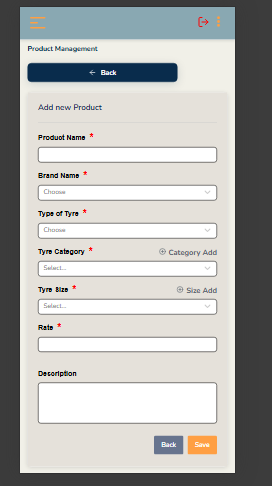 Product Management
Back
Add new Product
Product Name *
Brand Name *
Choose
Type of Tyre *
Choose
Tyre Category * Category Add
Select...
Tyre Size * Size Add
Select...
Rate *
Description
Back Save